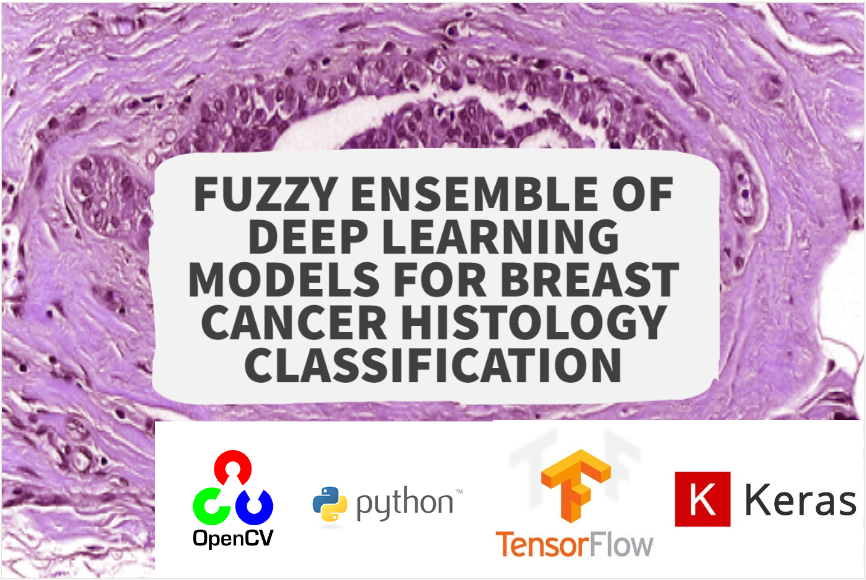 FUZZY ENSEMBLE OF
DEEP LEARNING
MODELS FOR BREAST
CANCER HISTOLOGY
CLASSIFICATION
OpenCV
python™
TensorFlow
K Keras